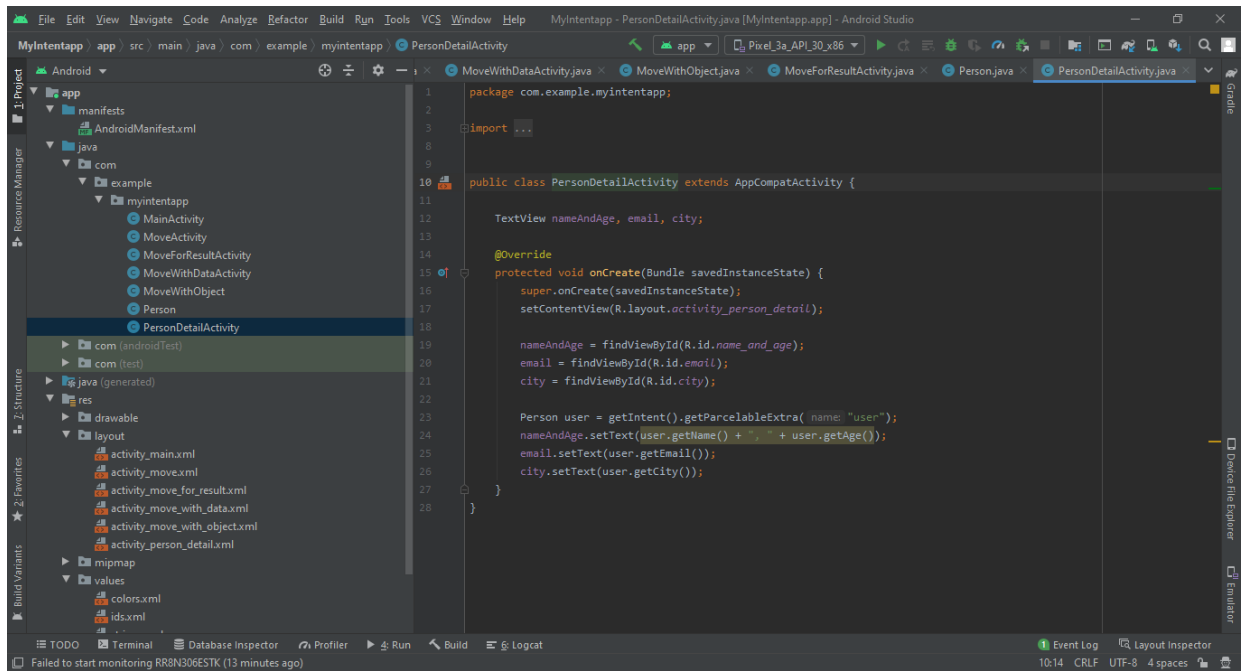 File Edit View Navigate Code Analyze Refactor Build Run Tools VCS Window Help MyIntentapp - PersonDetailActivity.java [MyIntentapp.app] - Android Studio
MyIntentapp app src main java com example myintentapp PersonDetailActivity app Pixel_3a_API_30_x86
Android MoveWithDataActivity.java MoveWithObject.java MoveForResultActivity.java Person.java PersonDetailActivity.java
1: Project
Resource Manager
7: Structure
2: Favorites
Build Variants
app
manifests
AndroidManifest.xml
java
com
example
myintentapp
MainActivity
MoveActivity
MoveForResultActivity
MoveWithDataActivity
MoveWithObject
Person
PersonDetailActivity
com (androidTest)
com (test)
java (generated)
res
drawable
layout
activity_main.xml
activity_move.xml
activity_move_for_result.xml
activity_move_with_data.xml
activity_move_with_object.xml
activity_person_detail.xml
mipmap
values
colors.xml
ids.xml
1 package com.example.myintentapp;
2
3 import ...
8
9
10 public class PersonDetailActivity extends AppCompatActivity {
11
12 TextView nameAndAge, email, city;
13
14 @Override
15 protected void onCreate(Bundle savedInstanceState) {
16 super.onCreate(savedInstanceState);
17 setContentView(R.layout.activity_person_detail);
18
19 nameAndAge = findViewById(R.id.name_and_age);
20 email = findViewById(R.id.email);
21 city = findViewById(R.id.city);
22
23 Person user = getIntent().getParcelableExtra( name: "user");
24 nameAndAge.setText(user.getName() + ", " + user.getAge());
25 email.setText(user.getEmail());
26 city.setText(user.getCity());
27 }
28 }
Gradle
Device File Explorer
Emulator
TODO Terminal Database Inspector Profiler 4: Run Build 6: Logcat 1 Event Log Layout Inspector
Failed to start monitoring RR8N306ESTK (13 minutes ago) 10:14 CRLF UTF-8 4 spaces